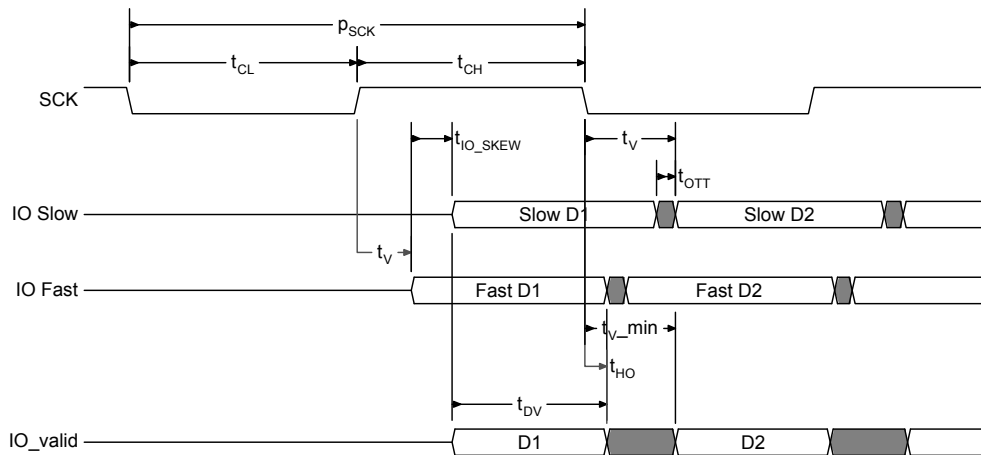 pSCK
tCL
tCH
SCK
tIO_SKEW
tV
tOTT
IO Slow
Slow D1
Slow D2
tV
IO Fast
Fast D1
Fast D2
tV_min
tHO
tDV
IO_valid
D1
D2